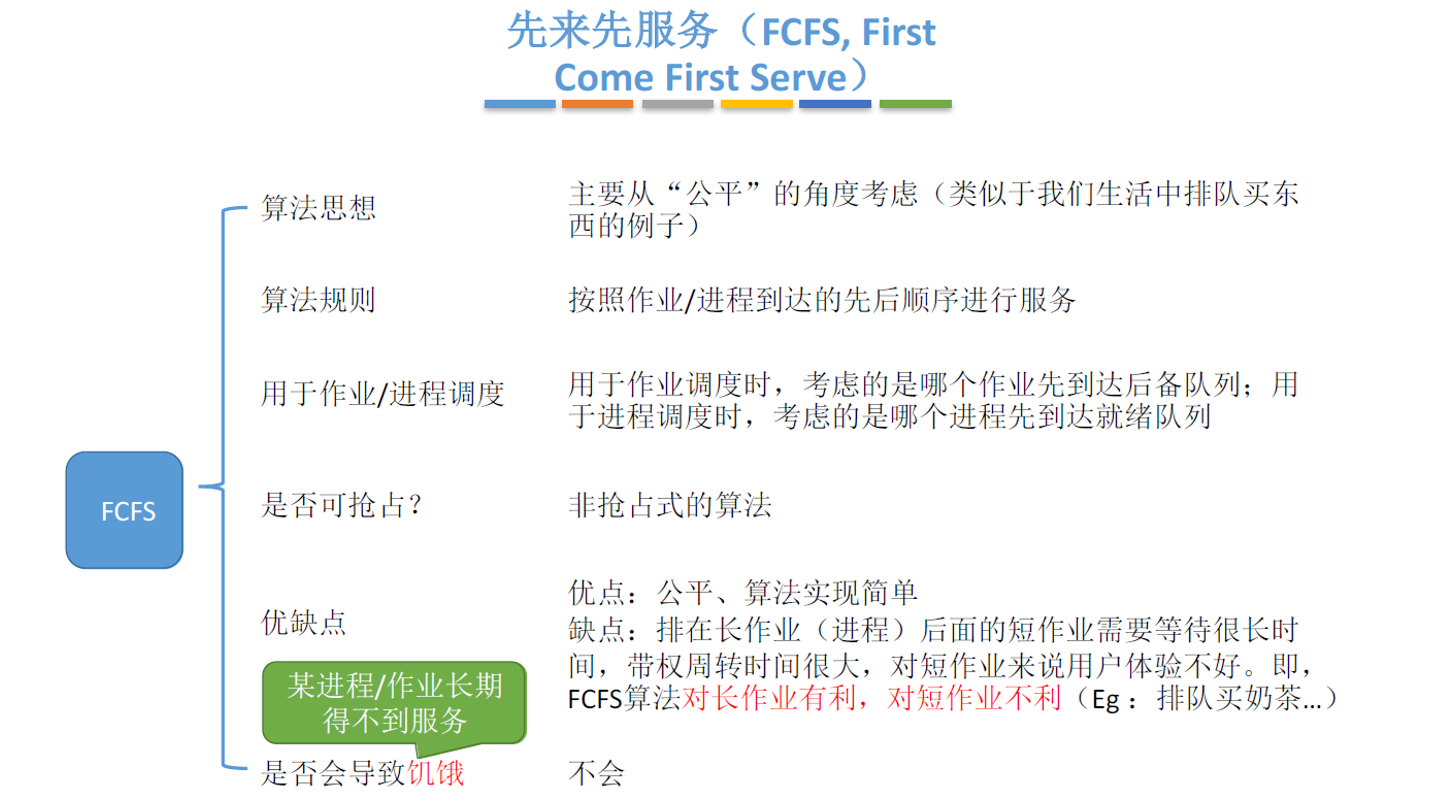 先来先服务（FCFS, First
Come First Serve）
算法思想
主要从“公平”的角度考虑（类似于我们生活中排队买东
西的例子）
算法规则
按照作业/进程到达的先后顺序进行服务
用于作业/进程调度
用于作业调度时，考虑的是哪个作业先到达后备队列；用
于进程调度时，考虑的是哪个进程先到达就绪队列
FCFS
是否可抢占？
非抢占式的算法
优缺点
优点：公平、算法实现简单
缺点：排在长作业（进程）后面的短作业需要等待很长时
间，带权周转时间很大，对短作业来说用户体验不好。即，
FCFS算法对长作业有利，对短作业不利（Eg ：排队买奶茶…）
某进程/作业长期
得不到服务
是否会导致饥饿
不会